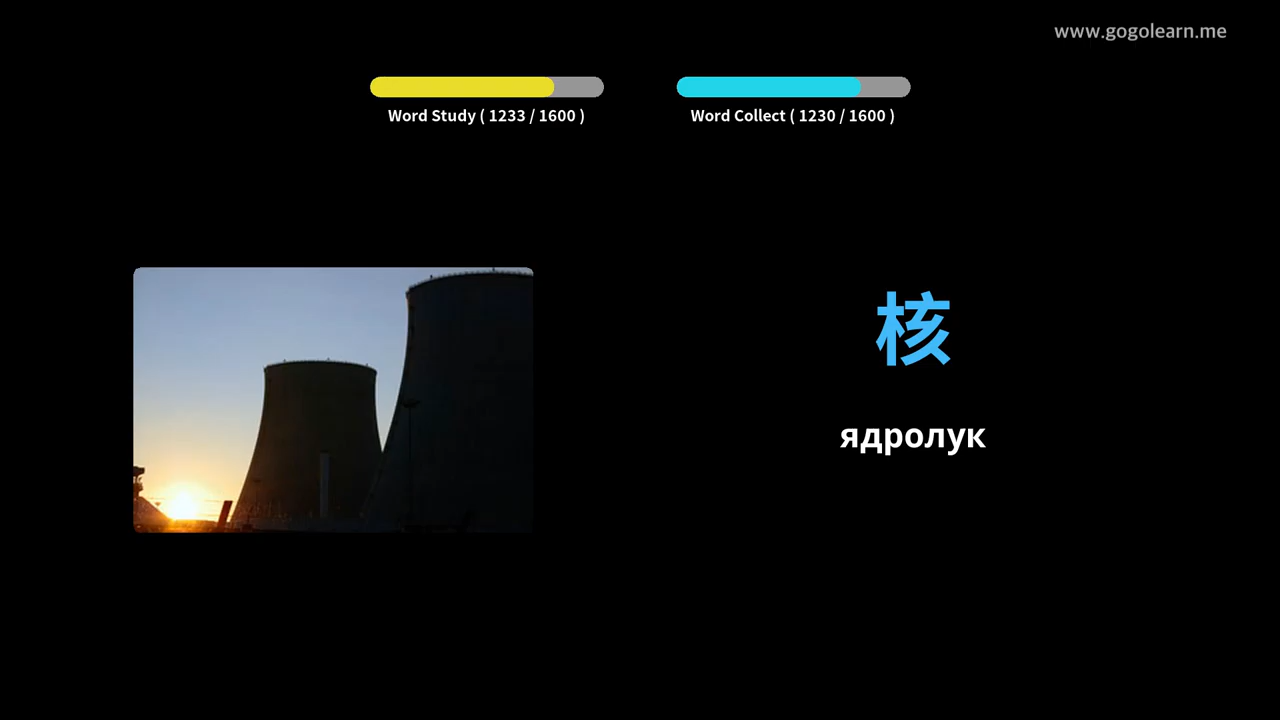 www.gogolearn.me
Word Study ( 1233 / 1600 )
Word Collect ( 1230 / 1600 )
核
ядролук